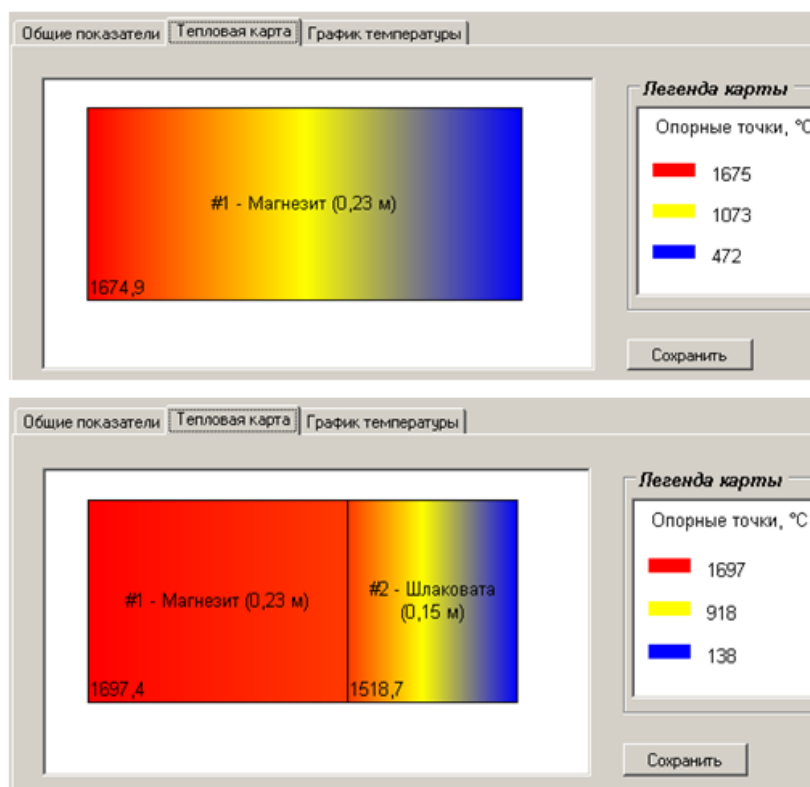 Общие показатели Тепловая карта График температуры
Легенда карты
Опорные точки, °C
1675
1073
472
#1 - Магнезит (0,23 м)
1674,9
Сохранить
Общие показатели Тепловая карта График температуры
Легенда карты
Опорные точки, °C
1697
918
138
#1 - Магнезит (0,23 м)
#2 - Шлаковата
(0,15 м)
1697,4
1518,7
Сохранить